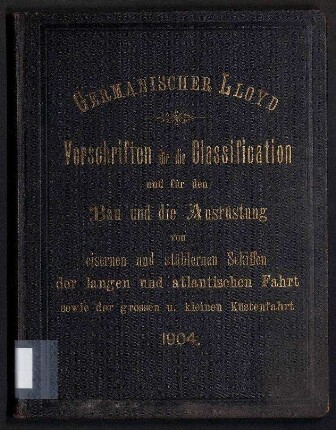 GERMANISCHER LLOYD
Vorschriften für die Classification
und für den
Bau und die Ausrüstung
von
eisernen und stählernen Schiffen
der langen und atlantischen Fahrt
sowie der grossen u. kleinen Küstenfahrt
1904.